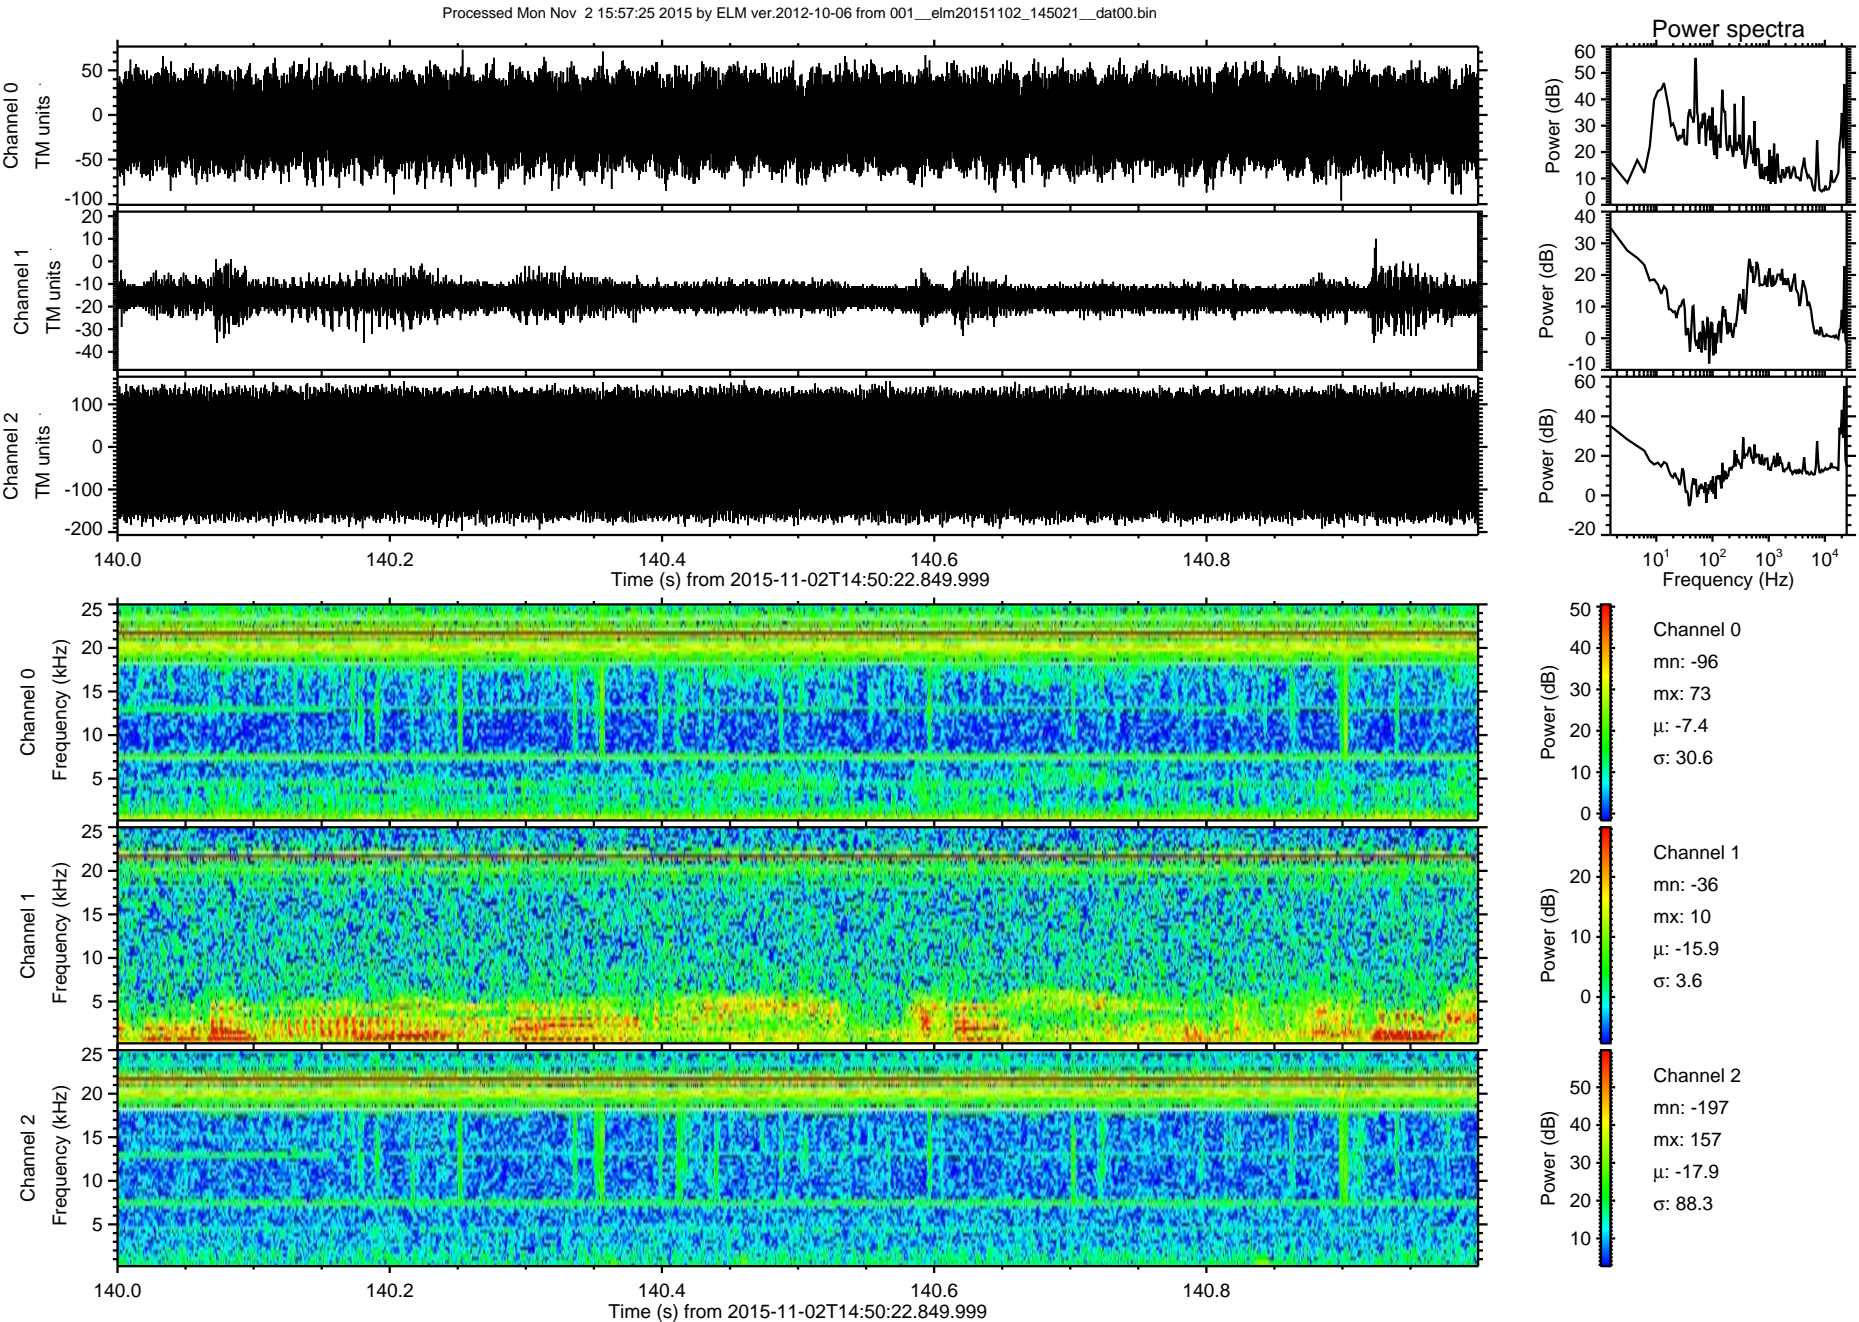 Processed Mon Nov  2 15:57:25 2015 by ELM ver.2012-10-06 from 001__elm20151102_145021__dat00.bin
Power spectra
Channel 0
TM units
50
0
-50
-100
Power (dB)
60
50
40
30
20
10
0
Channel 1
TM units
20
10
0
-10
-20
-30
-40
Power (dB)
40
30
20
10
0
-10
Channel 2
TM units
100
0
-100
-200
Power (dB)
60
40
20
0
-20
140.0 140.2 140.4 140.6 140.8
Time (s) from 2015-11-02T14:50:22.849.999
10¹ 10² 10³ 10⁴
Frequency (Hz)
Channel 0
Frequency (kHz)
25
20
15
10
5
Power (dB)
50
40
30
20
10
0
Channel 0
mn: -96
mx: 73
μ: -7.4
σ: 30.6
Channel 1
Frequency (kHz)
25
20
15
10
5
Power (dB)
20
10
0
Channel 1
mn: -36
mx: 10
μ: -15.9
σ: 3.6
Channel 2
Frequency (kHz)
25
20
15
10
5
Power (dB)
50
40
30
20
10
Channel 2
mn: -197
mx: 157
μ: -17.9
σ: 88.3
140.0 140.2 140.4 140.6 140.8
Time (s) from 2015-11-02T14:50:22.849.999